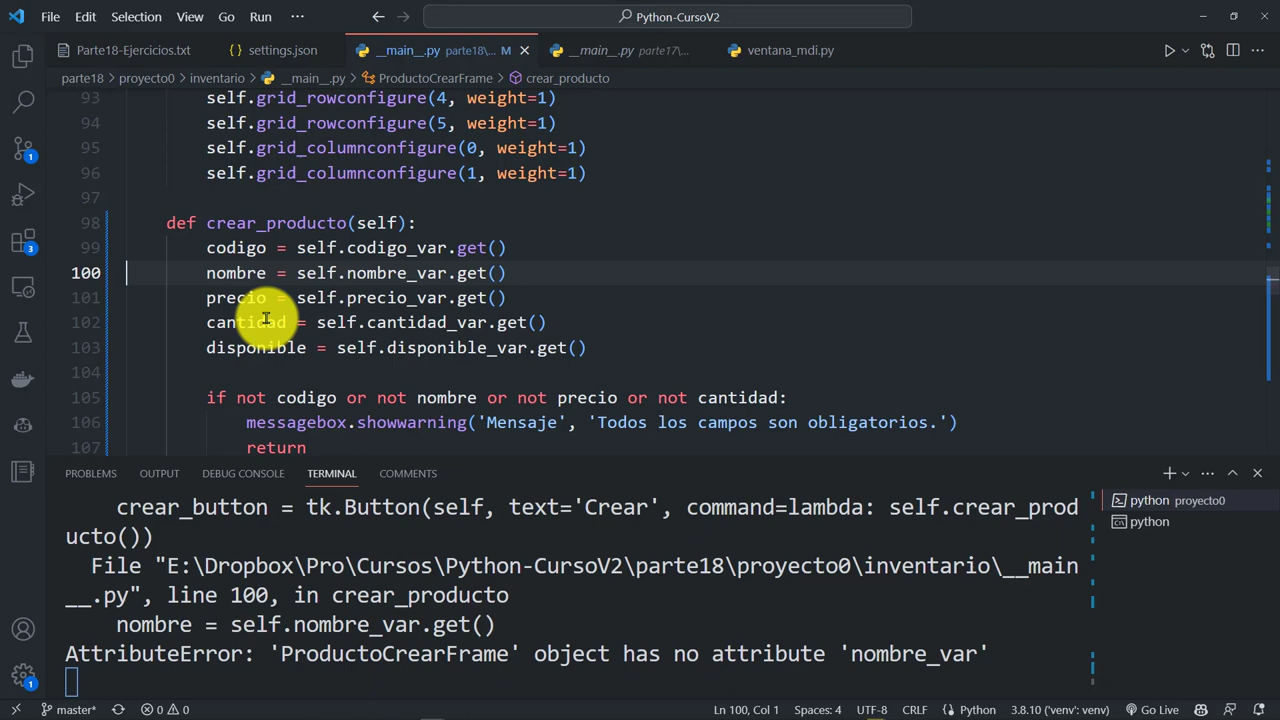 File Edit Selection View Go Run ··· Python-CursoV2
Parte18-Ejercicios.txt settings.json __main__.py parte18\... M __main__.py parte17\... ventana_mdi.py
parte18 > proyecto0 > inventario > __main__.py > ProductoCrearFrame > crear_producto
93 self.grid_rowconfigure(4, weight=1)
94 self.grid_rowconfigure(5, weight=1)
95 self.grid_columnconfigure(0, weight=1)
96 self.grid_columnconfigure(1, weight=1)
97
98 def crear_producto(self):
99 codigo = self.codigo_var.get()
100 nombre = self.nombre_var.get()
101 precio = self.precio_var.get()
102 cantidad = self.cantidad_var.get()
103 disponible = self.disponible_var.get()
104
105 if not codigo or not nombre or not precio or not cantidad:
106 messagebox.showwarning('Mensaje', 'Todos los campos son obligatorios.')
107 return
PROBLEMS OUTPUT DEBUG CONSOLE TERMINAL COMMENTS
crear_button = tk.Button(self, text='Crear', command=lambda: self.crear_prod
ucto())
File "E:\Dropbox\Pro\Cursos\Python-CursoV2\parte18\proyecto0\inventario\__main
__.py", line 100, in crear_producto
nombre = self.nombre_var.get()
AttributeError: 'ProductoCrearFrame' object has no attribute 'nombre_var'
python proyecto0
python
1
3
1
master* 0 0 Ln 100, Col 1 Spaces: 4 UTF-8 CRLF Python 3.8.10 ('venv': venv) Go Live